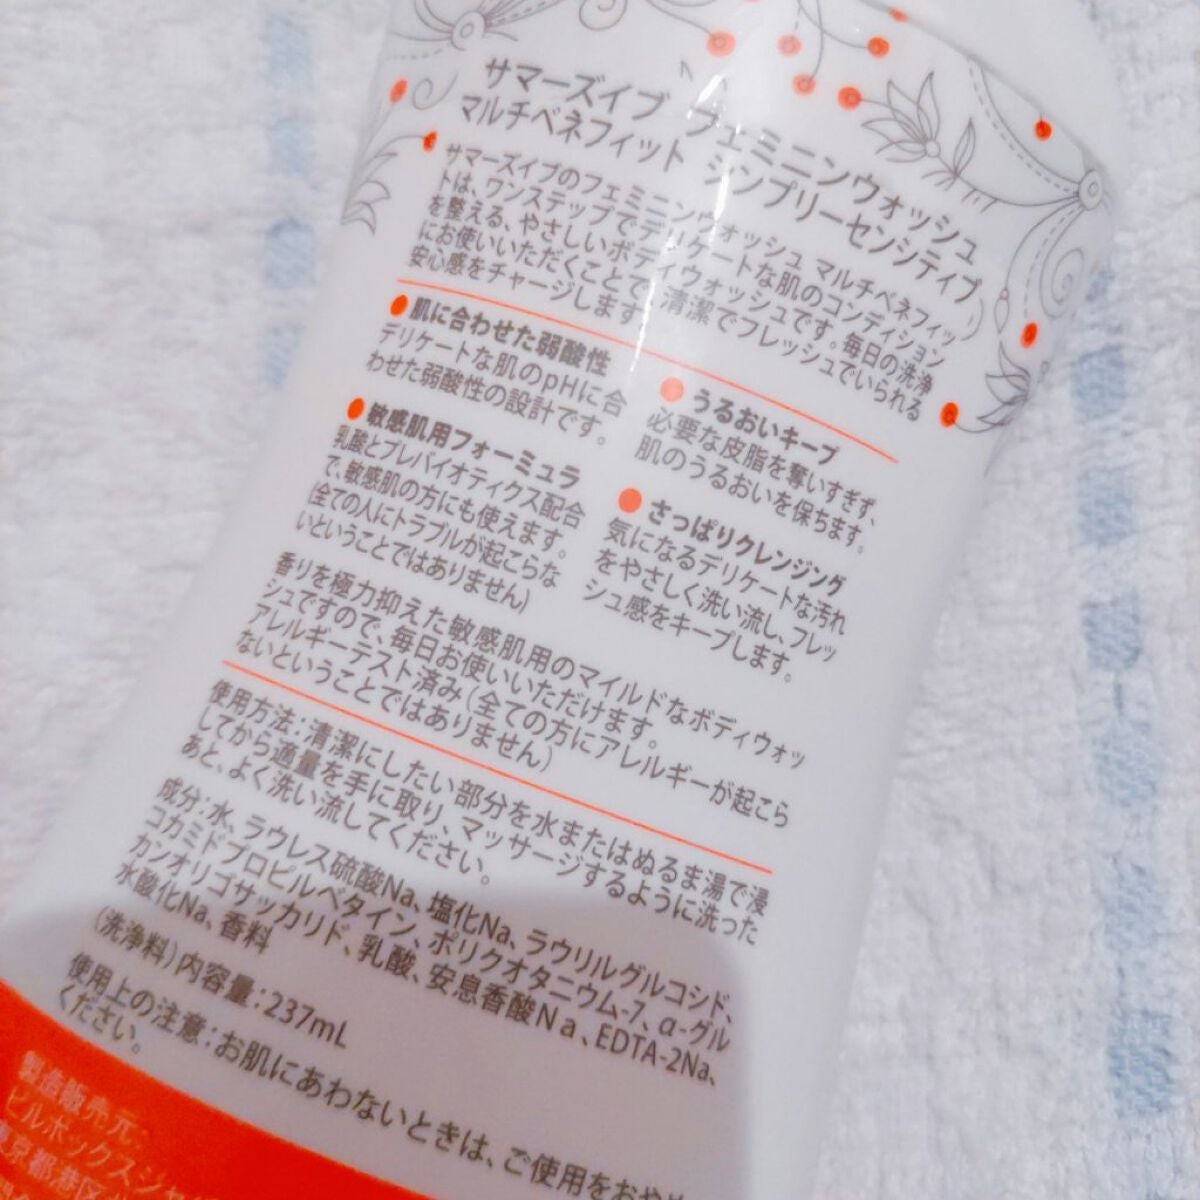 サマーズイブ フェミニンウォッシュ
マルチベネフィット シンプリーセンシティブ
サマーズイブのフェミニンウォッシュ マルチベネフィッ
トは、ワンステップでデリケートな肌のコンディション
を整える、やさしいボディウォッシュです。毎日の洗浄
にお使いいただくことで、清潔でフレッシュでいられる
安心感をチャージします。
●肌に合わせた弱酸性
デリケートな肌のpHに合
わせた弱酸性の設計です。
●敏感肌用フォーミュラ
乳酸とプレバイオティクス配合
で、敏感肌の方にも使えます。
(全ての人にトラブルが起こらな
いということではありません)
●うるおいキープ
必要な皮脂を奪いすぎず、
肌のうるおいを保ちます。
●さっぱりクレンジング
気になるデリケートな汚れ
をやさしく洗い流し、フレッ
シュ感をキープします。
香りを極力抑えた敏感肌用のマイルドなボディウォッ
シュですので、毎日お使いいただけます。
アレルギーテスト済み(全ての方にアレルギーが起こら
ないということではありません)
使用方法:清潔にしたい部分を水またはぬるま湯で浸
してから適量を手に取り、マッサージするように洗った
あと、よく洗い流してください。
成分:水、ラウレス硫酸Na、塩化Na、ラウリルグルコシド、
コカミドプロピルベタイン、ポリクオタニウム-7、α-グル
カンオリゴサッカリド、乳酸、安息香酸Na、EDTA-2Na、
水酸化Na、香料
(洗浄料)内容量:237mL
使用上の注意:お肌にあわないときは、ご使用をおやめ
ください。
製造販売元:
ピルボックスジャ
東京都港区